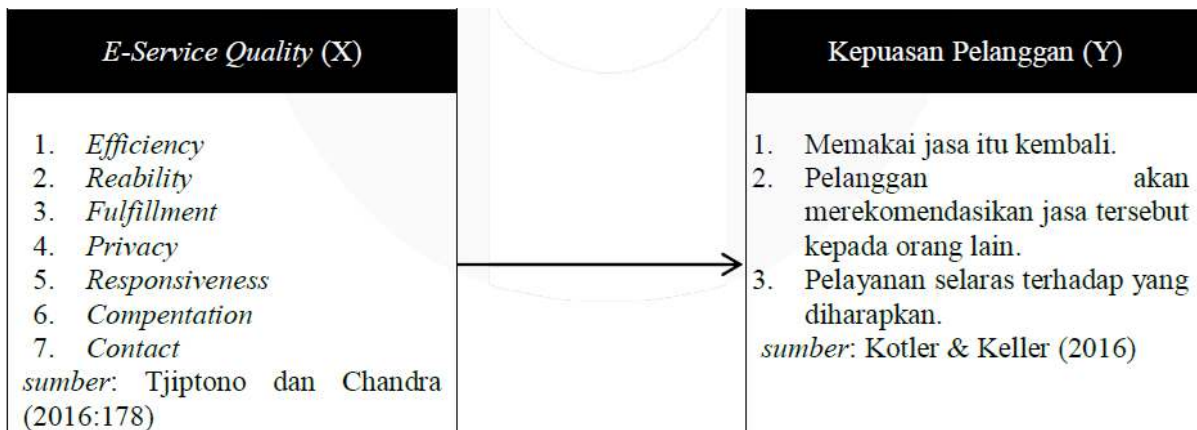 E-Service Quality (X)
1. Efficiency
2. Reability
3. Fulfillment
4. Privacy
5. Responsiveness
6. Compentation
7. Contact
sumber: Tjiptono dan Chandra
(2016:178)
Kepuasan Pelanggan (Y)
1. Memakai jasa itu kembali.
2. Pelanggan akan
merekomendasikan jasa tersebut
kepada orang lain.
3. Pelayanan selaras terhadap yang
diharapkan.
sumber: Kotler & Keller (2016)